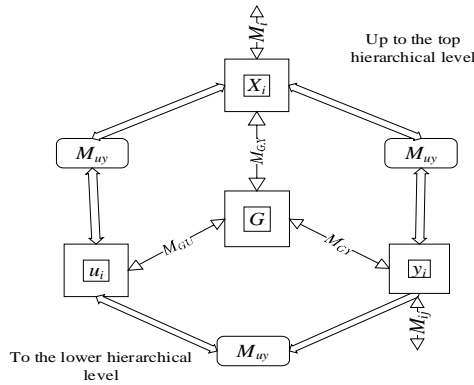 M_i
Up to the top
hierarchical level
X_i
M_uy
M_GX
M_uy
G
M_GU
M_GY
u_i
y_i
M_ij
M_uy
To the lower hierarchical
level